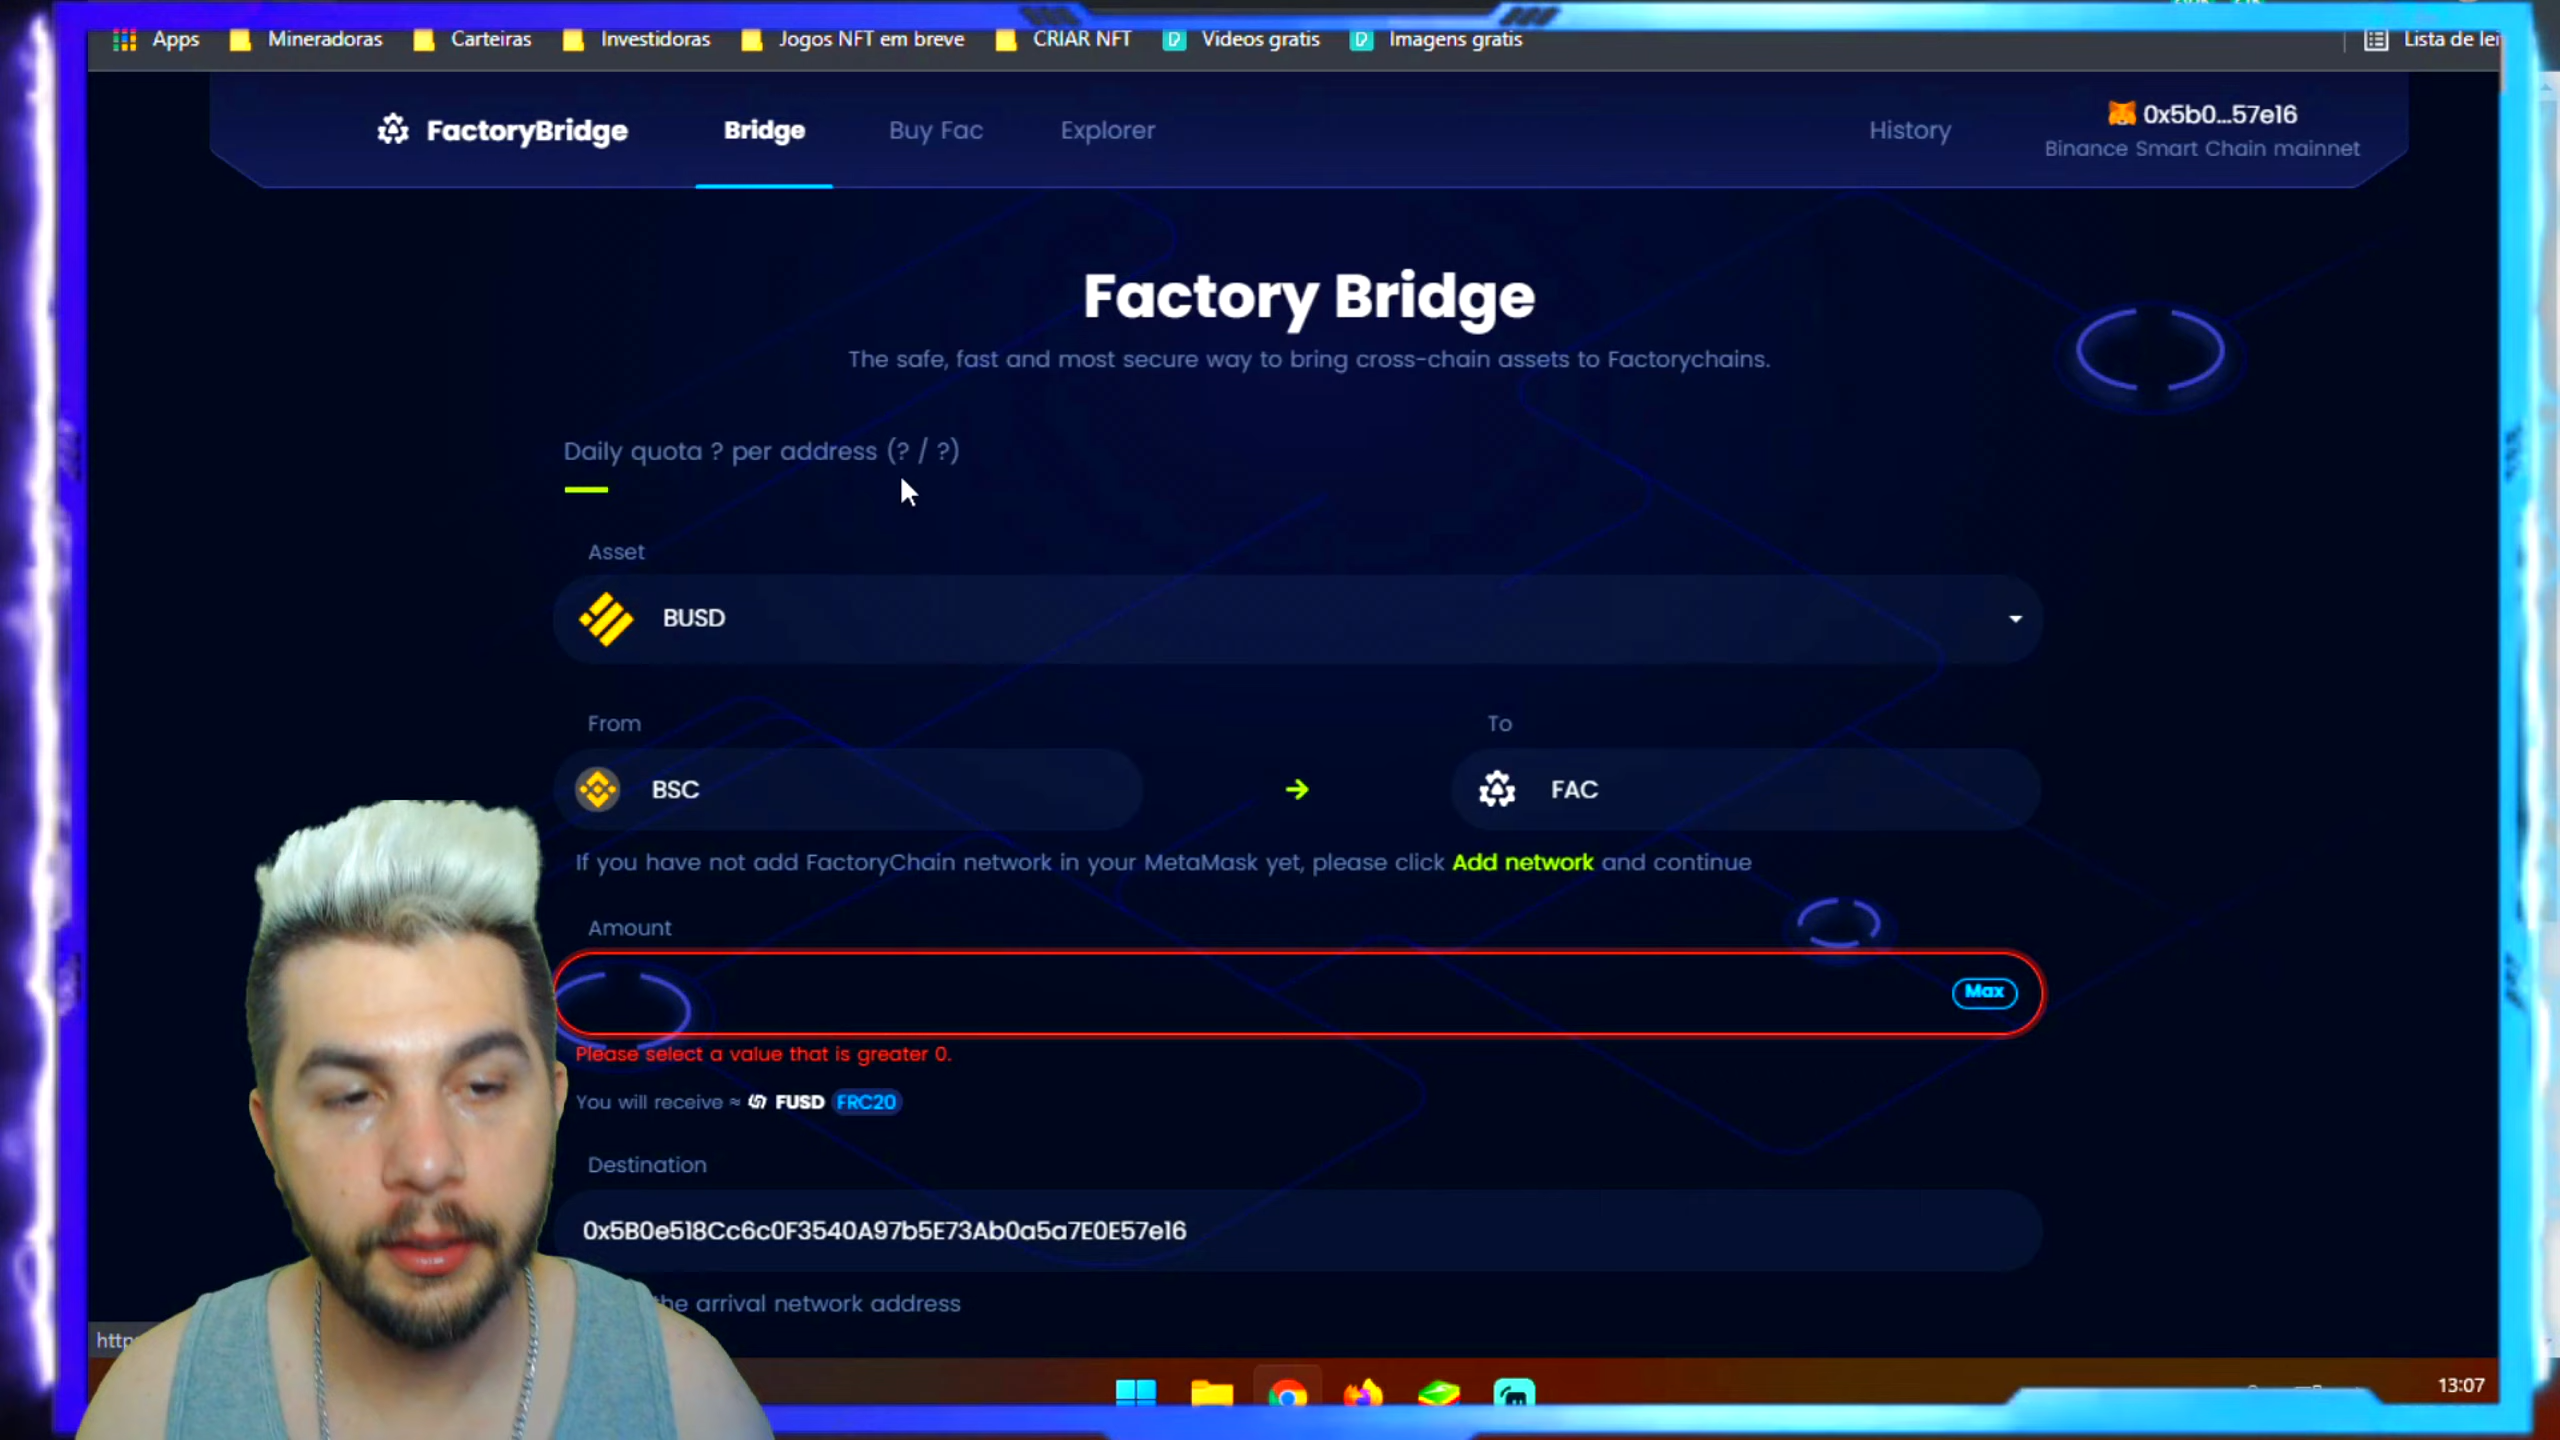 Apps Mineradoras Carteiras Investidoras Jogos NFT em breve CRIAR NFT Videos gratis Imagens gratis Lista de lei
FactoryBridge Bridge Buy Fac Explorer History 0x5b0...57e16
Binance Smart Chain mainnet
Factory Bridge
The safe, fast and most secure way to bring cross-chain assets to Factorychains.
Daily quota ? per address (? / ?)
Asset
BUSD
From To
BSC FAC
If you have not add FactoryChain network in your MetaMask yet, please click Add network and continue
Amount
Max
Please select a value that is greater 0.
You will receive ≈ FUSD FRC20
Destination
0x5B0e518Cc6c0F3540A97b5E73Ab0a5a7E0E57e16
he arrival network address
http
13:07